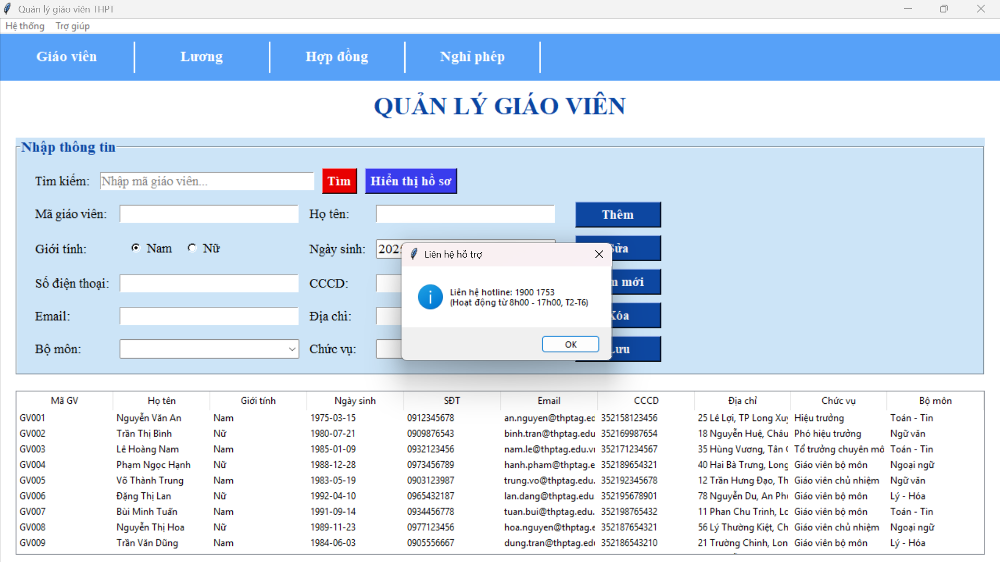 Quản lý giáo viên THPT
Hệ thống Trợ giúp
Giáo viên Lương Hợp đồng Nghỉ phép
QUẢN LÝ GIÁO VIÊN
Nhập thông tin
Tìm kiếm: Nhập mã giáo viên... Tìm Hiển thị hồ sơ
Mã giáo viên: Họ tên: Thêm
Giới tính: Nam Nữ Ngày sinh:
Liên hệ hỗ trợ
Số điện thoại: CCCD: mới
Liên hệ hotline: 1900 1753
(Hoạt động từ 8h00 - 17h00, T2-T6)
Email: Địa chỉ:
OK
Bộ môn: Chức vụ:
Mã GV Họ tên Giới tính Ngày sinh SĐT Email CCCD Địa chỉ Chức vụ Bộ môn
GV001 Nguyễn Văn An Nam 1975-03-15 0912345678 an.nguyen@thptag.ec 352158123456 25 Lê Lợi, TP Long Xuy Hiệu trưởng Toán - Tin
GV002 Trần Thị Bình Nữ 1980-07-21 0909876543 binh.tran@thptag.edu 352169987654 18 Nguyễn Huệ, Châu Phó hiệu trưởng Ngữ văn
GV003 Lê Hoàng Nam Nam 1985-01-09 0932123456 nam.le@thptag.edu.vn 352171234567 35 Hùng Vương, Tân Tổ trưởng chuyên mô Toán - Tin
GV004 Phạm Ngọc Hạnh Nữ 1988-12-28 0973456789 hanh.pham@thptag.e 352189654321 40 Hai Bà Trưng, Long Giáo viên bộ môn Ngoại ngữ
GV005 Võ Thành Trung Nam 1983-05-19 0903123987 trung.vo@thptag.edu. 352192345678 12 Trần Hưng Đạo, Th Giáo viên chủ nhiệm Ngữ văn
GV006 Đặng Thị Lan Nữ 1992-04-10 0965432187 lan.dang@thptag.edu 352195678901 78 Nguyễn Du, An Phú Giáo viên bộ môn Lý - Hóa
GV007 Bùi Minh Tuấn Nam 1991-09-14 0934456778 tuan.bui@thptag.edu. 352198765432 11 Phan Chu Trinh, Lo Giáo viên bộ môn Toán - Tin
GV008 Nguyễn Thị Hoa Nữ 1989-11-23 0977123456 hoa.nguyen@thptag.e 352187654321 56 Lý Thường Kiệt, Ch Giáo viên chủ nhiệm Ngoại ngữ
GV009 Trần Văn Dũng Nam 1984-06-03 0905556667 dung.tran@thptag.edu 352186543210 21 Trường Chinh, Lon Giáo viên bộ môn Lý - Hóa